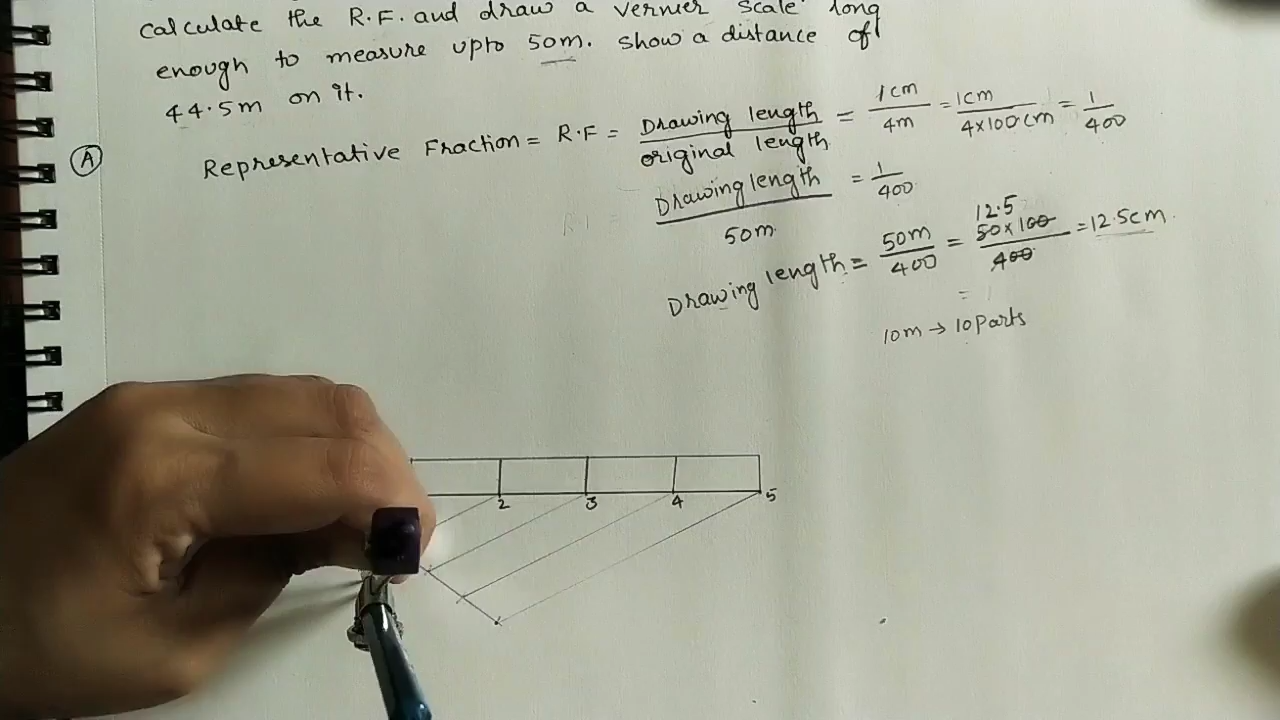 calculate the R.F. and draw a vernier scale long
enough to measure upto 50m. show a distance of
44.5m on it.
A Representative Fraction = R.F = Drawing length / original length = 1cm / 4m = 1cm / 4x100cm = 1 / 400
Drawing length / 50m = 1 / 400
Drawing length = 50m / 400 = 50x100 / 400 = 12.5cm.
12.5
=
10m → 10 parts
2 3 4 5